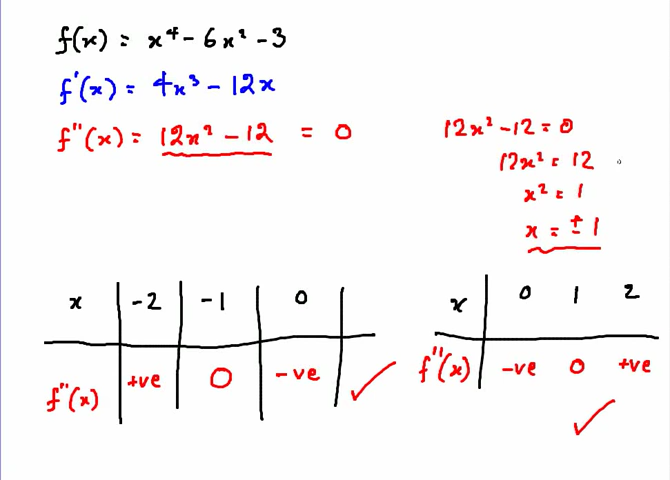 f(x) = x⁴ - 6x² - 3
f'(x) = 4x³ - 12x
f''(x) = 12x² - 12 = 0
12x² - 12 = 0
12x² = 12
x² = 1
x = ± 1
x -2 -1 0
f''(x) +ve 0 -ve ✓
x 0 1 2
f''(x) -ve 0 +ve
✓